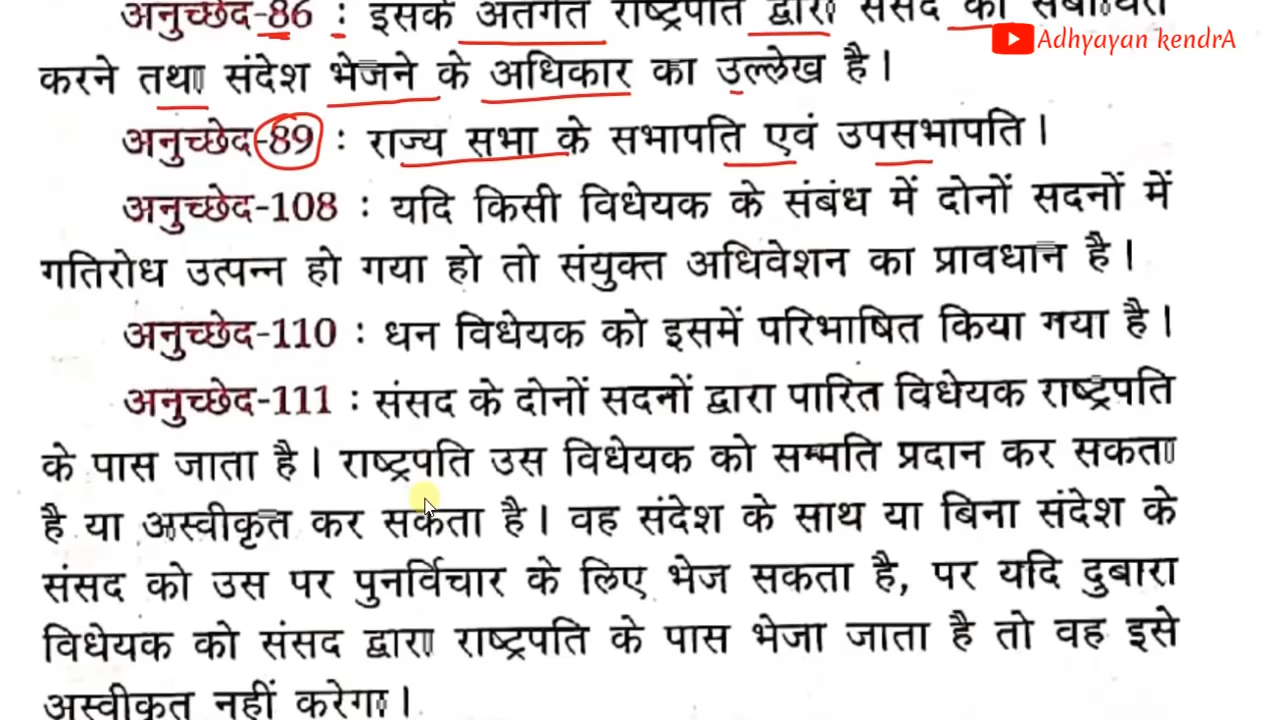 अनुच्छेद-86 : इसके अंतर्गत राष्ट्रपति द्वारा संसद को संबोधित
Adhyayan kendrA
करने तथा संदेश भेजने के अधिकार का उल्लेख है।
अनुच्छेद-89 : राज्य सभा के सभापति एवं उपसभापति।
अनुच्छेद-108 : यदि किसी विधेयक के संबंध में दोनों सदनों में
गतिरोध उत्पन्न हो गया हो तो संयुक्त अधिवेशन का प्रावधान है।
अनुच्छेद-110 : धन विधेयक को इसमें परिभाषित किया गया है।
अनुच्छेद-111 : संसद के दोनों सदनों द्वारा पारित विधेयक राष्ट्रपति
के पास जाता है। राष्ट्रपति उस विधेयक को सम्मति प्रदान कर सकता
है या अस्वीकृत कर सकता है। वह संदेश के साथ या बिना संदेश के
संसद को उस पर पुनर्विचार के लिए भेज सकता है, पर यदि दुबारा
विधेयक को संसद द्वारा राष्ट्रपति के पास भेजा जाता है तो वह इसे
अस्वीकृत नहीं करेगा।